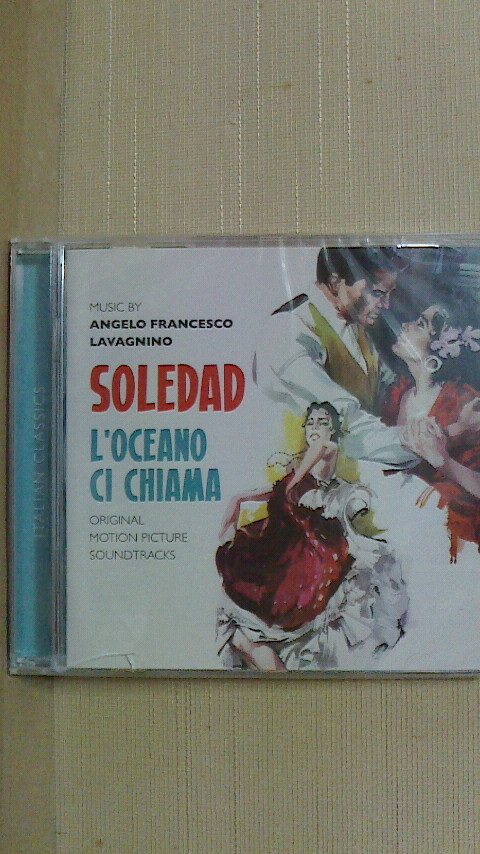 MUSIC BY
ANGELO FRANCESCO
LAVAGNINO
SOLEDAD
L'OCEANO
CI CHIAMA
ORIGINAL
MOTION PICTURE
SOUNDTRACKS
ITALIAN CLASSICS